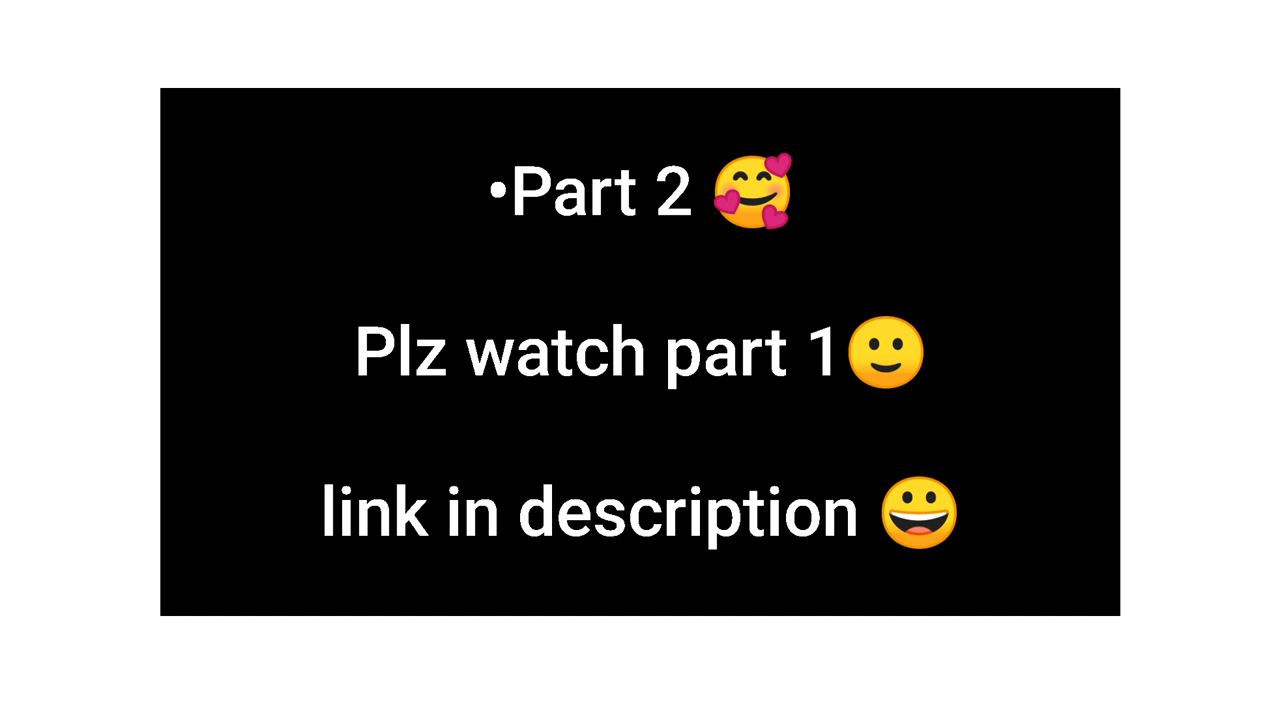 •Part 2 🥰
Plz watch part 1🙂
link in description 😀